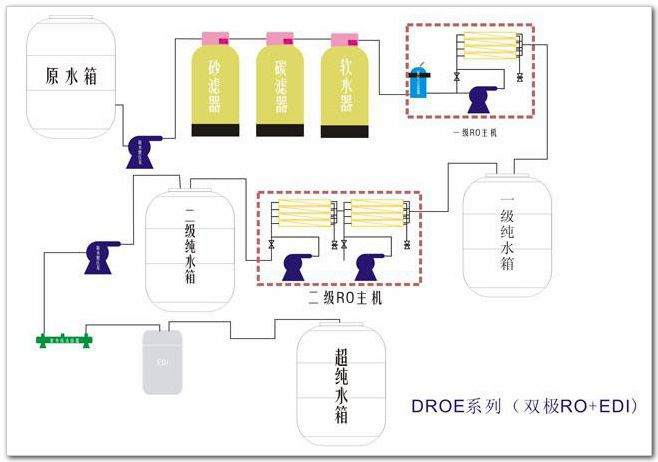 原水箱
砂滤器
碳滤器
软水器
一级RO主机
二级纯水箱
一级纯水箱
二级RO主机
EDI
超纯水箱
DROE系列（双极RO+EDI）